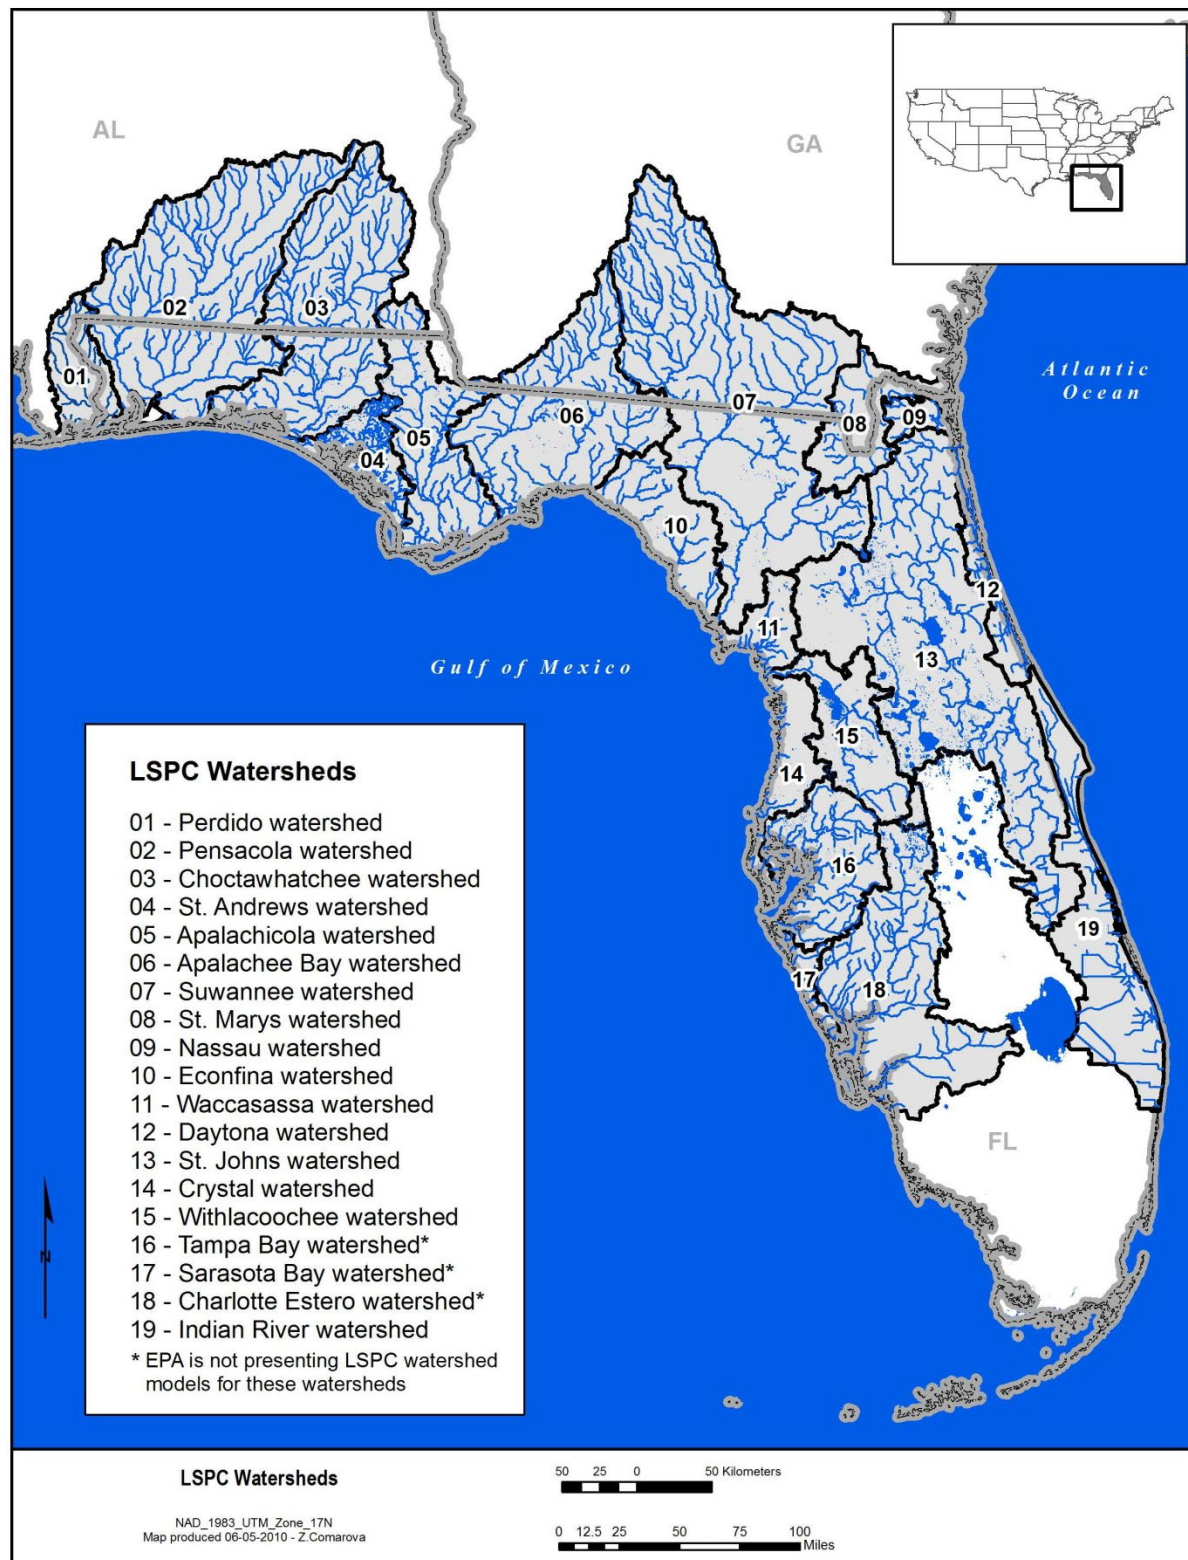 AL
GA
Atlantic
Ocean
02
03
01
07
06
08
09
05
04
10
12
11
13
Gulf of Mexico
15
14
16
19
17
18
FL
LSPC Watersheds
01 - Perdido watershed
02 - Pensacola watershed
03 - Choctawhatchee watershed
04 - St. Andrews watershed
05 - Apalachicola watershed
06 - Apalachee Bay watershed
07 - Suwannee watershed
08 - St. Marys watershed
09 - Nassau watershed
10 - Econfina watershed
11 - Waccasassa watershed
12 - Daytona watershed
13 - St. Johns watershed
14 - Crystal watershed
15 - Withlacoochee watershed
16 - Tampa Bay watershed*
17 - Sarasota Bay watershed*
18 - Charlotte Estero watershed*
19 - Indian River watershed
* EPA is not presenting LSPC watershed
models for these watersheds
N
LSPC Watersheds
NAD_1983_UTM_Zone_17N
Map produced 06-05-2010 - Z.Comarova
50 25 0 50 Kilometers
0 12.5 25 50 75 100
Miles